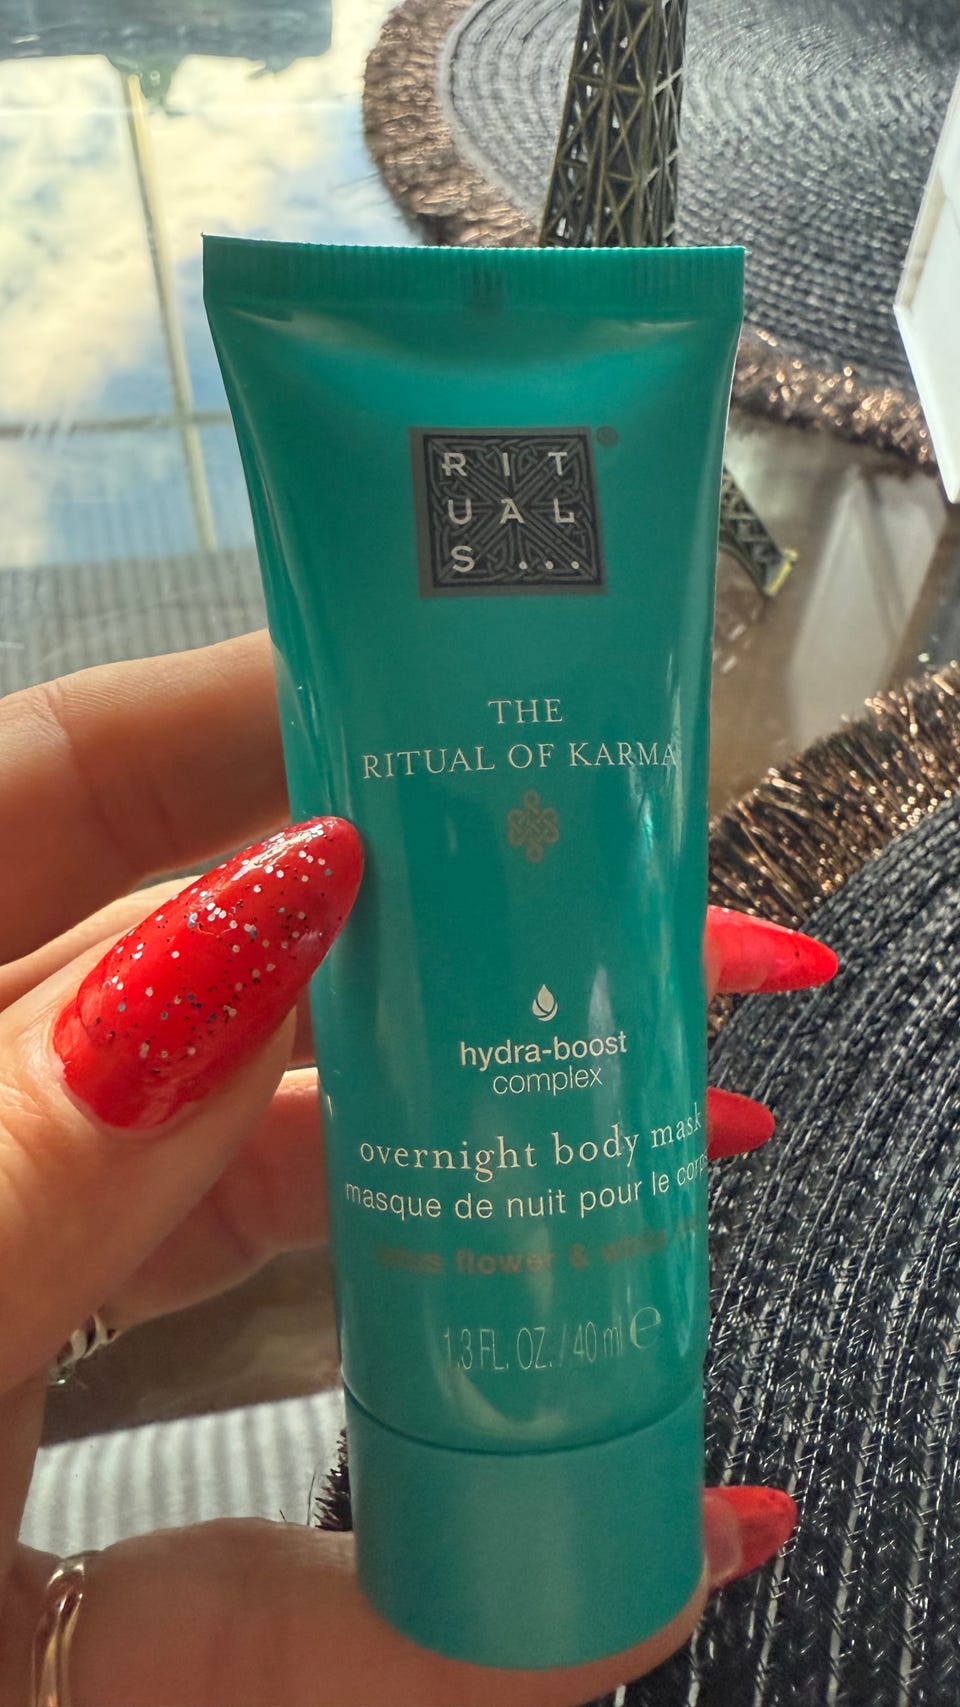 RIT
UAL
S...
®
THE
RITUAL OF KARMA
hydra-boost
complex
overnight body mask
masque de nuit pour le corps
flower &
1.3 FL. OZ. / 40 ml ℮